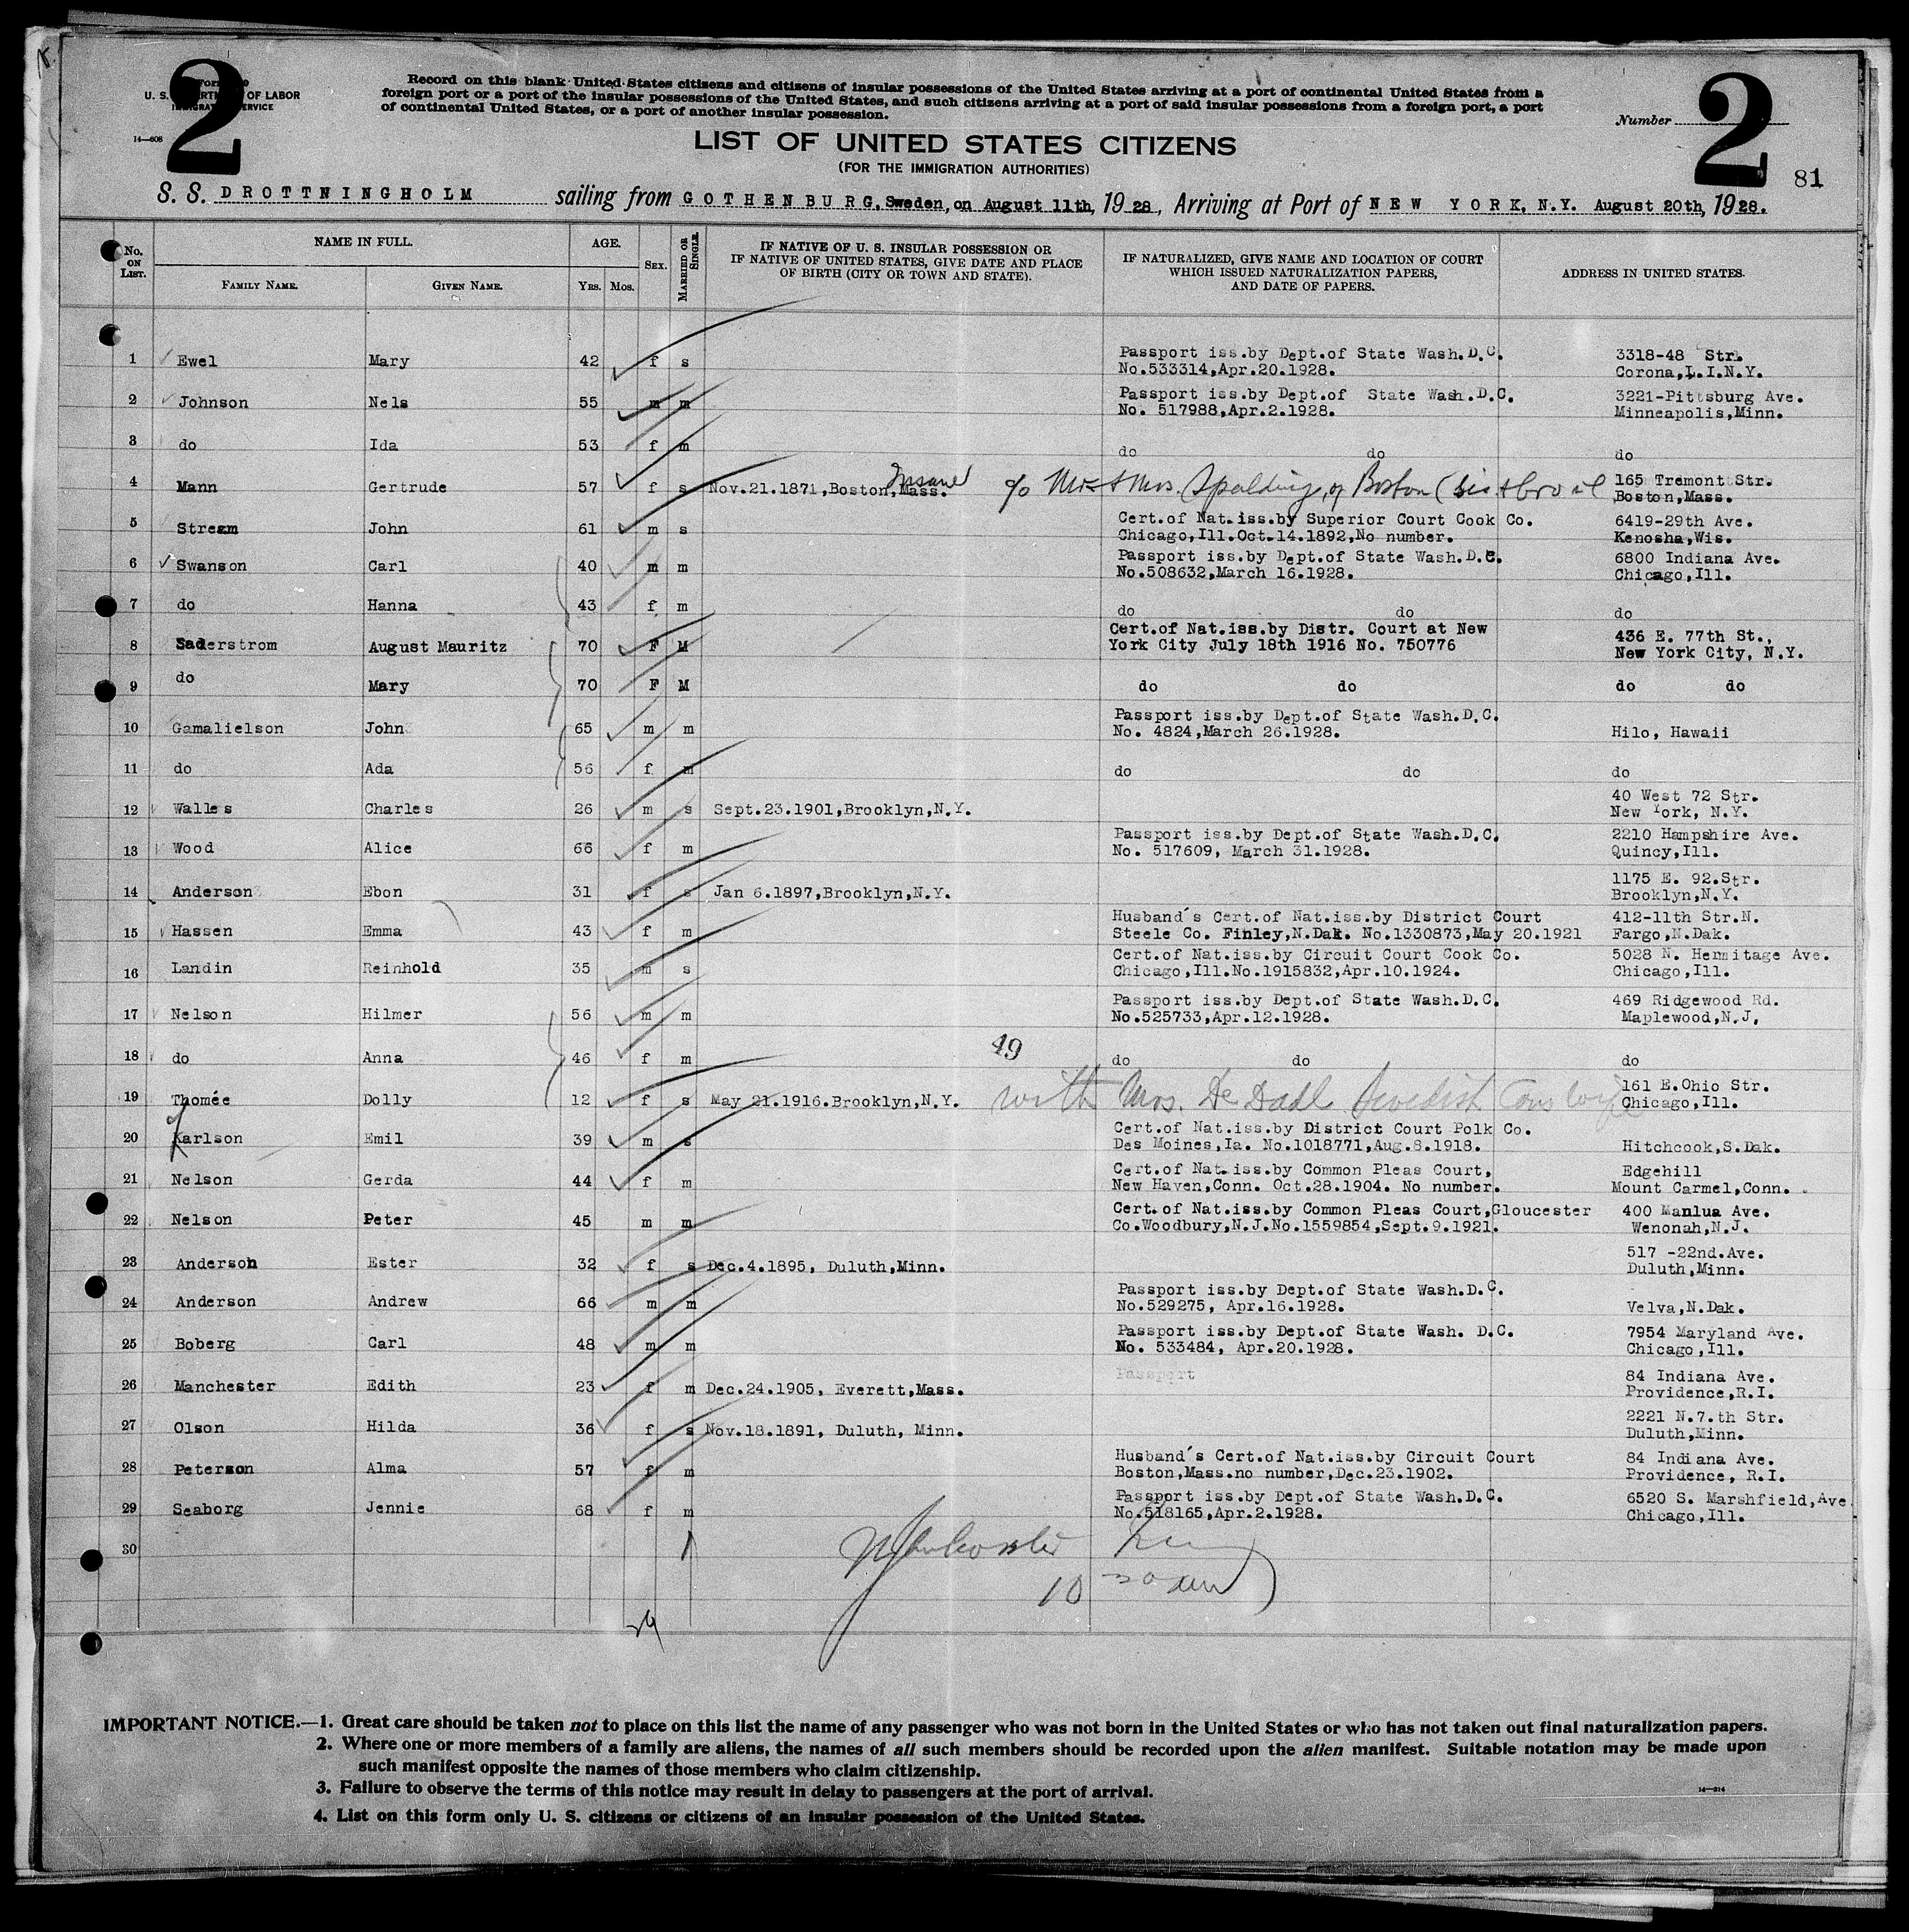 2
Form
U. S. DEPARTMENT OF LABOR
IMMIGRATION SERVICE
14—608
Record on this blank United States citizens and citizens of insular possessions of the United States arriving at a port of continental United States from a
foreign port or a port of the insular possessions of the United States, and such citizens arriving at a port of said insular possessions from a foreign port, a port
of continental United States, or a port of another insular possession.
Number
2
81
LIST OF UNITED STATES CITIZENS
(FOR THE IMMIGRATION AUTHORITIES)
S. S. DROTTNINGHOLM sailing from GOTHENBURG, Sweden, on August 11th, 1928, Arriving at Port of NEW YORK, N.Y. August 20th, 1928.
No. ON LIST. NAME IN FULL. FAMILY NAME. GIVEN NAME. AGE. YRS. MOS. SEX. MARRIED OR SINGLE. IF NATIVE OF U. S. INSULAR POSSESSION OR IF NATIVE OF UNITED STATES, GIVE DATE AND PLACE OF BIRTH (CITY OR TOWN AND STATE). IF NATURALIZED, GIVE NAME AND LOCATION OF COURT WHICH ISSUED NATURALIZATION PAPERS, AND DATE OF PAPERS. ADDRESS IN UNITED STATES.
1 Ewel Mary 42 f s Passport iss.by Dept.of State Wash.D.C. No.533314,Apr.20.1928. 3318-48 Str. Corona,L.I.N.Y.
2 Johnson Nels 55 m m Passport iss.by Dept.of State Wash.D.C. No. 517988,Apr.2.1928. 3221-Pittsburg Ave. Minneapolis,Minn.
3 do Ida 53 f m do do do
4 Mann Gertrude 57 f s Nov.21.1871,Boston,Mass. Insane c/o Mr & Mrs. Spalding, of Boston (sis & bro 165 Tremont Str. Boston,Mass.
5 Stream John 61 m s Cert.of Nat.iss.by Superior Court Cook Co. Chicago,Ill.Oct.14.1892,No number. 6419-29th Ave. Kenosha,Wis.
6 Swanson Carl 40 m m Passport iss.by Dept.of State Wash.D.C. No.508632,March 16.1928. 6800 Indiana Ave. Chicago,Ill.
7 do Hanna 43 f m do do do
8 Saderstrom August Mauritz 70 F M Cert.of Nat.iss.by Distr. Court at New York City July 18th 1916 No. 750776 436 E. 77th St., New York City, N.Y.
9 do Mary 70 F M do do do do
10 Gamalielson John 65 m m Passport iss.by Dept.of State Wash.D.C. No. 4824,March 26.1928. Hilo, Hawaii
11 do Ada 56 f m do do do
12 Walles Charles 26 m s Sept.23.1901,Brooklyn,N.Y. 40 West 72 Str. New York, N.Y.
13 Wood Alice 66 f m Passport iss.by Dept.of State Wash.D.C. No. 517609, March 31.1928. 2210 Hampshire Ave. Quincy,Ill.
14 Anderson Ebon 31 f s Jan 6.1897,Brooklyn,N.Y. 1175 E. 92.Str. Brooklyn,N.Y.
15 Hassen Emma 43 f m Husband's Cert.of Nat.iss.by District Court Steele Co. Finley,N.Dak. No.1330873,May 20.1921 412-11th Str.N. Fargo,N.Dak.
16 Landin Reinhold 35 m s Cert.of Nat.iss.by Circuit Court Cook Co. Chicago,Ill.No.1915832,Apr.10.1924. 5028 N. Hermitage Ave. Chicago,Ill.
17 Nelson Hilmer 56 m m Passport iss.by Dept.of State Wash.D.C. No.525733,Apr.12.1928. 469 Ridgewood Rd. Maplewood,N.J.
49
18 do Anna 46 f m do do do
19 Thomée Dolly 12 f s May 21.1916.Brooklyn,N.Y. with Mrs. De Dadl Swedish Cons wife 161 E.Ohio Str. Chicago,Ill.
20 Karlson Emil 39 m s Cert.of Nat.iss.by District Court Polk Co. Des Moines,Ia. No.1018771,Aug.8.1918. Hitchcock,S.Dak.
21 Nelson Gerda 44 f m Cert.of Nat.iss.by Common Pleas Court, New Haven,Conn. Oct.28.1904. No number. Edgehill Mount Carmel,Conn.
22 Nelson Peter 45 m m Cert.of Nat.iss.by Common Pleas Court,Gloucester Co.Woodbury,N.J.No.1559854,Sept.9.1921. 400 Manlua Ave. Wenonah,N.J.
23 Anderson Ester 32 f s Dec.4.1895, Duluth,Minn. 517 -22nd.Ave. Duluth,Minn.
24 Anderson Andrew 66 m m Passport iss.by Dept.of State Wash.D.C. No.529275, Apr.16.1928. Velva,N.Dak.
25 Boberg Carl 48 m m Passport iss.by Dept.of State Wash. D.C. No. 533484, Apr.20.1928. 7954 Maryland Ave. Chicago,Ill.
26 Manchester Edith 23 f m Dec.24.1905, Everett,Mass. Passport 84 Indiana Ave. Providence,R.I.
27 Olson Hilda 36 f s Nov.18.1891, Duluth, Minn. 2221 N.7.th Str. Duluth,Minn.
28 Peterson Alma 57 f m Husband's Cert.of Nat.iss.by Circuit Court Boston,Mass.no number,Dec.23.1902. 84 Indiana Ave. Providence, R.I.
29 Seaborg Jennie 68 f m Passport iss.by Dept.of State Wash.D.C. No.518165,Apr.2.1928. 6520 S. Marshfield,Ave. Chicago,Ill.
30
10
29
IMPORTANT NOTICE.—1. Great care should be taken not to place on this list the name of any passenger who was not born in the United States or who has not taken out final naturalization papers.
2. Where one or more members of a family are aliens, the names of all such members should be recorded upon the alien manifest. Suitable notation may be made upon
such manifest opposite the names of those members who claim citizenship.
3. Failure to observe the terms of this notice may result in delay to passengers at the port of arrival.
14—214
4. List on this form only U. S. citizens or citizens of an insular possession of the United States.